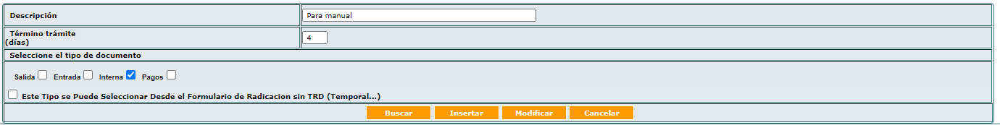 Descripción Para manual
Término trámite
(días) 4
Seleccione el tipo de documento
Salida Entrada Interna Pagos
Este Tipo se Puede Seleccionar Desde el Formulario de Radicacion sin TRD (Temporal...)
Buscar Insertar Modificar Cancelar